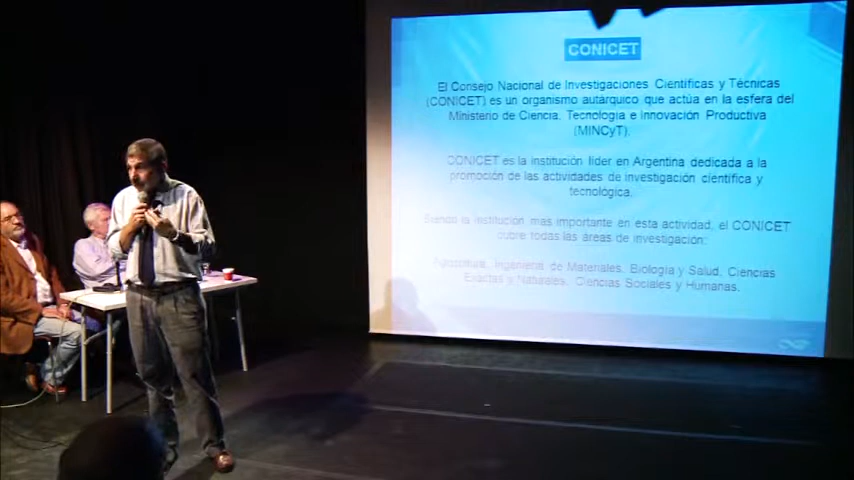 CONICET
El Consejo Nacional de Investigaciones Científicas y Técnicas
(CONICET) es un organismo autárquico que actúa en la esfera del
Ministerio de Ciencia, Tecnología e Innovación Productiva
(MINCyT).
CONICET es la institución líder en Argentina dedicada a la
promoción de las actividades de investigación científica y
tecnológica.
Siendo la institución mas importante en esta actividad, el CONICET
cubre todas las áreas de investigación:
Agricultura, Ingeniería de Materiales, Biología y Salud, Ciencias
Exactas y Naturales, Ciencias Sociales y Humanas.